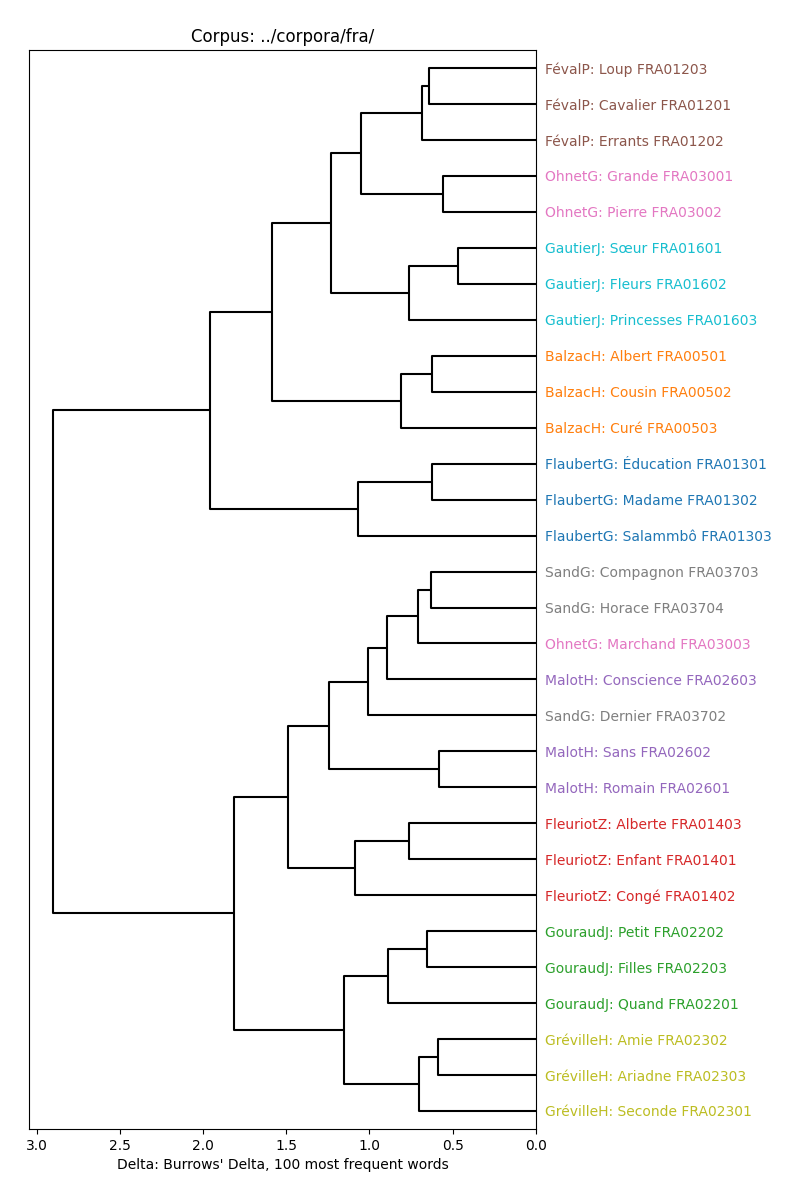 Corpus: ../corpora/fra/
FévalP: Loup FRA01203
FévalP: Cavalier FRA01201
FévalP: Errants FRA01202
OhnetG: Grande FRA03001
OhnetG: Pierre FRA03002
GautierJ: Sœur FRA01601
GautierJ: Fleurs FRA01602
GautierJ: Princesses FRA01603
BalzacH: Albert FRA00501
BalzacH: Cousin FRA00502
BalzacH: Curé FRA00503
FlaubertG: Éducation FRA01301
FlaubertG: Madame FRA01302
FlaubertG: Salammbô FRA01303
SandG: Compagnon FRA03703
SandG: Horace FRA03704
OhnetG: Marchand FRA03003
MalotH: Conscience FRA02603
SandG: Dernier FRA03702
MalotH: Sans FRA02602
MalotH: Romain FRA02601
FleuriotZ: Alberte FRA01403
FleuriotZ: Enfant FRA01401
FleuriotZ: Congé FRA01402
GouraudJ: Petit FRA02202
GouraudJ: Filles FRA02203
GouraudJ: Quand FRA02201
GrévilleH: Amie FRA02302
GrévilleH: Ariadne FRA02303
GrévilleH: Seconde FRA02301
3.0 2.5 2.0 1.5 1.0 0.5 0.0
Delta: Burrows' Delta, 100 most frequent words